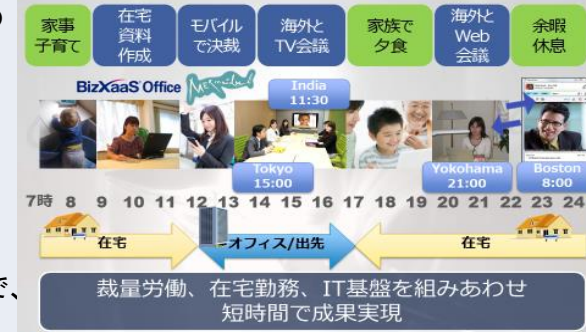 家事
子育て
在宅
資料
作成
モバイル
で決裁
海外と
TV会議
家族で
夕食
海外と
Web
会議
余暇
休息
BizXaaS Office
India
11:30
Tokyo
15:00
Yokohama
21:00
Boston
8:00
7時 8 9 10 11 12 13 14 15 16 17 18 19 20 21 22 23 24
在宅
オフィス/出先
在宅
で、
裁量労働、在宅勤務、IT基盤を組みあわせ
短時間で成果実現